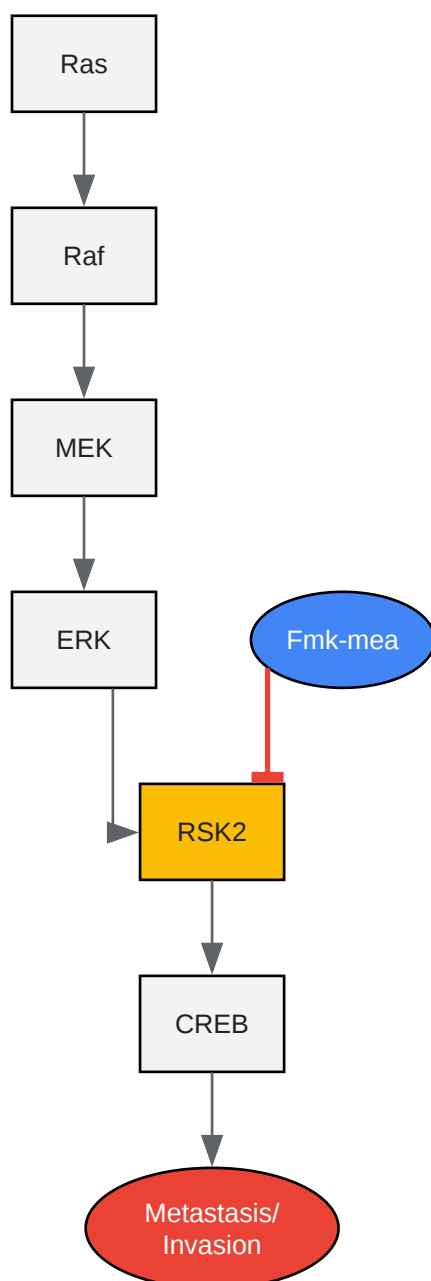 Ras
Raf
MEK
ERK
Fmk-mea
RSK2
CREB
Metastasis/
Invasion